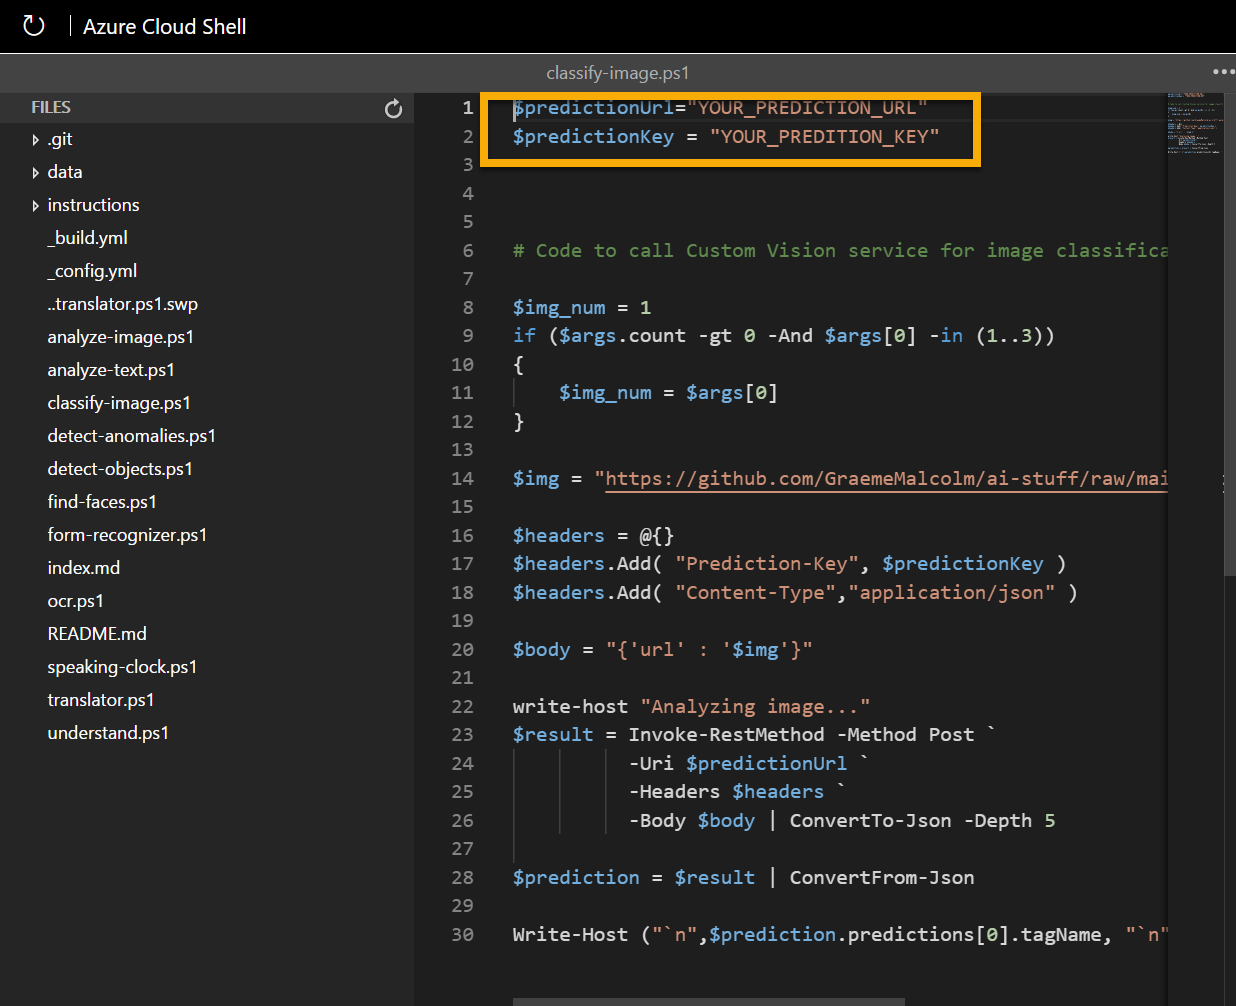 Azure Cloud Shell
classify-image.ps1
FILES
.git
data
instructions
_build.yml
_config.yml
..translator.ps1.swp
analyze-image.ps1
analyze-text.ps1
classify-image.ps1
detect-anomalies.ps1
detect-objects.ps1
find-faces.ps1
form-recognizer.ps1
index.md
ocr.ps1
README.md
speaking-clock.ps1
translator.ps1
understand.ps1
1 $predictionUrl="YOUR_PREDICTION_URL"
2 $predictionKey = "YOUR_PREDITION_KEY"
3
4
5
6 # Code to call Custom Vision service for image classifica
7
8 $img_num = 1
9 if ($args.count -gt 0 -And $args[0] -in (1..3))
10 {
11 $img_num = $args[0]
12 }
13
14 $img = "https://github.com/GraemeMalcolm/ai-stuff/raw/mai
15
16 $headers = @{}
17 $headers.Add( "Prediction-Key", $predictionKey )
18 $headers.Add( "Content-Type","application/json" )
19
20 $body = "{'url' : '$img'}"
21
22 write-host "Analyzing image..."
23 $result = Invoke-RestMethod -Method Post `
24 -Uri $predictionUrl `
25 -Headers $headers `
26 -Body $body | ConvertTo-Json -Depth 5
27
28 $prediction = $result | ConvertFrom-Json
29
30 Write-Host ("`n",$prediction.predictions[0].tagName, "`n"